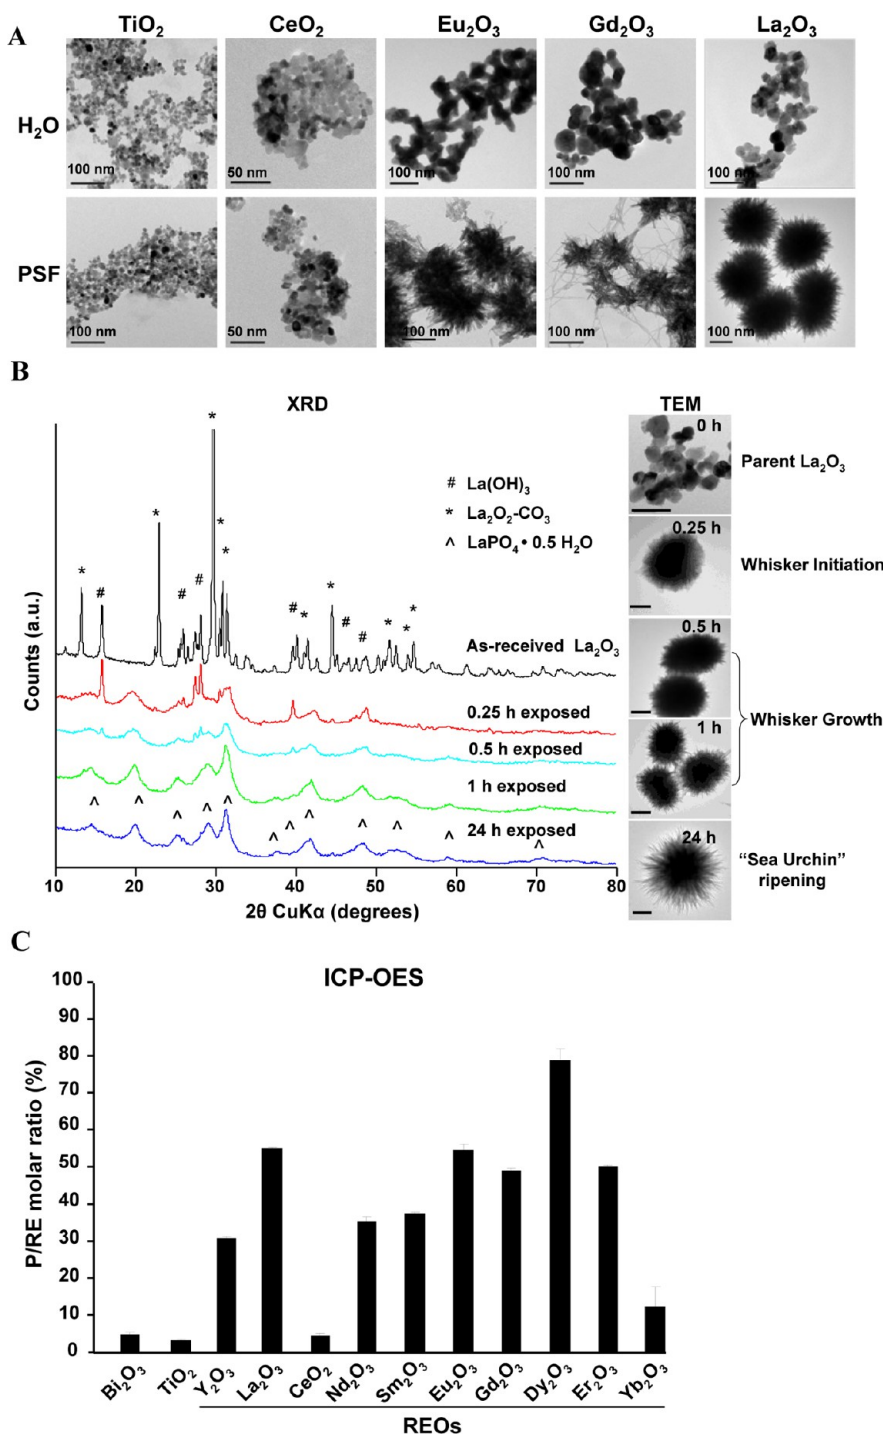 A
TiO2 CeO2 Eu2O3 Gd2O3 La2O3
H2O
100 nm 50 nm 100 nm 100 nm 100 nm
PSF
100 nm 50 nm 100 nm 100 nm 100 nm
B
XRD TEM
Counts (a.u.)
* * * * * * * * * *
# # # # # #
# La(OH)3
* La2O2-CO3
^ LaPO4 • 0.5 H2O
As-received La2O3
0.25 h exposed
0.5 h exposed
1 h exposed
24 h exposed
^ ^ ^ ^ ^ ^ ^ ^ ^ ^ ^ ^
10 20 30 40 50 60 70 80
2θ CuKα (degrees)
0 h
Parent La2O3
0.25 h
Whisker Initiation
0.5 h
Whisker Growth
1 h
24 h
“Sea Urchin”
ripening
C
ICP-OES
P/RE molar ratio (%)
100
90
80
70
60
50
40
30
20
10
0
Bi2O3 TiO2 Y2O3 La2O3 CeO2 Nd2O3 Sm2O3 Eu2O3 Gd2O3 Dy2O3 Er2O3 Yb2O3
REOs